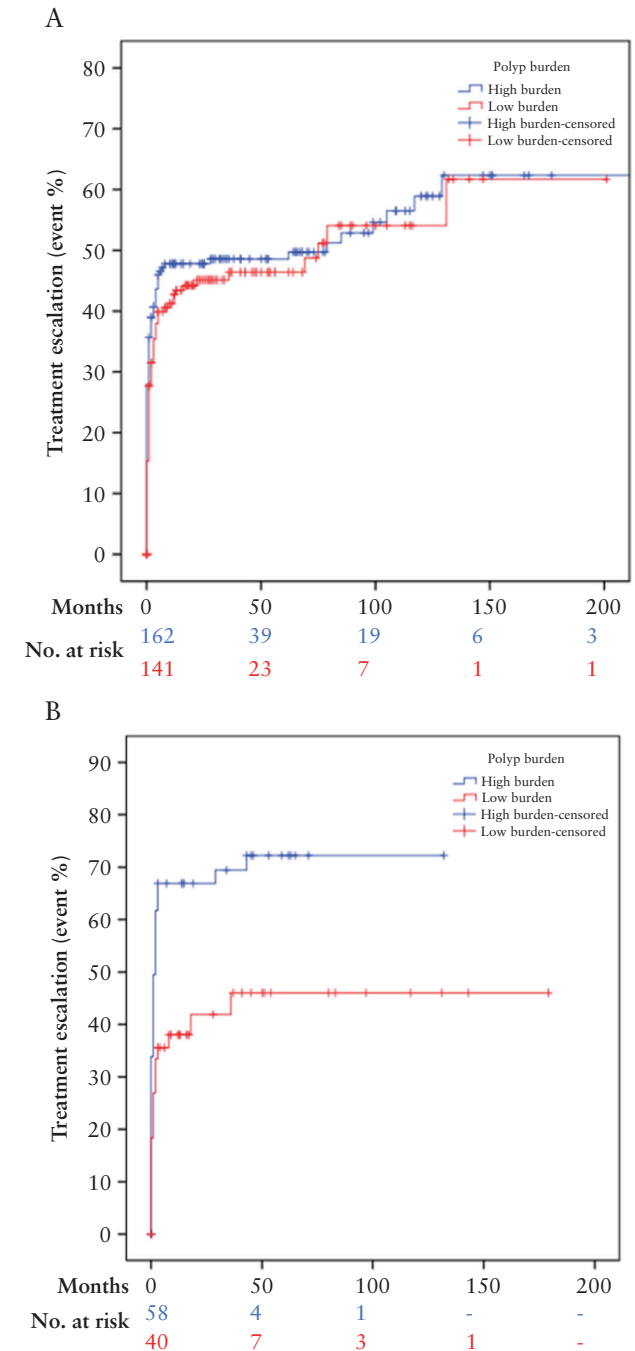 A
Treatment escalation (event %)
80
70
60
50
40
30
20
10
0
Polyp burden
High burden
Low burden
High burden-censored
Low burden-censored
Months 0 50 100 150 200
No. at risk
162 39 19 6 3
141 23 7 1 1
B
Treatment escalation (event %)
90
80
70
60
50
40
30
20
10
0
Polyp burden
High burden
Low burden
High burden-censored
Low burden-censored
Months 0 50 100 150 200
No. at risk
58 4 1 - -
40 7 3 1 -